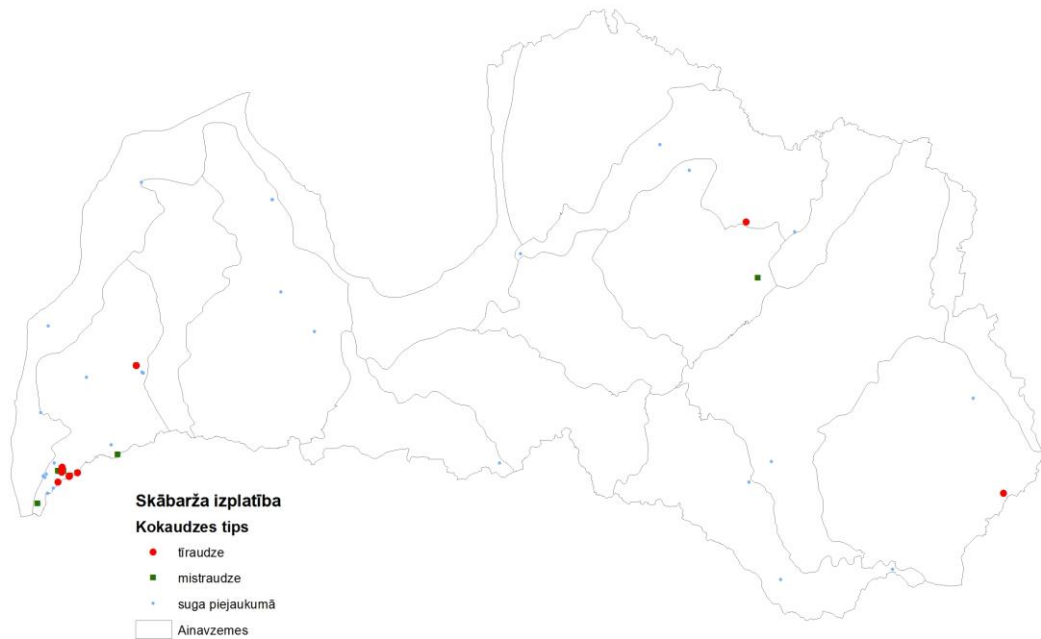 Skābarža izplatība
Kokaudzes tips
tīraudze
mistraudze
suga piejaukumā
Ainavzemes